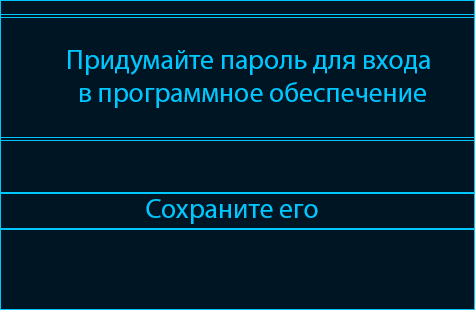 Придумайте пароль для входа
в программное обеспечение
Сохраните его